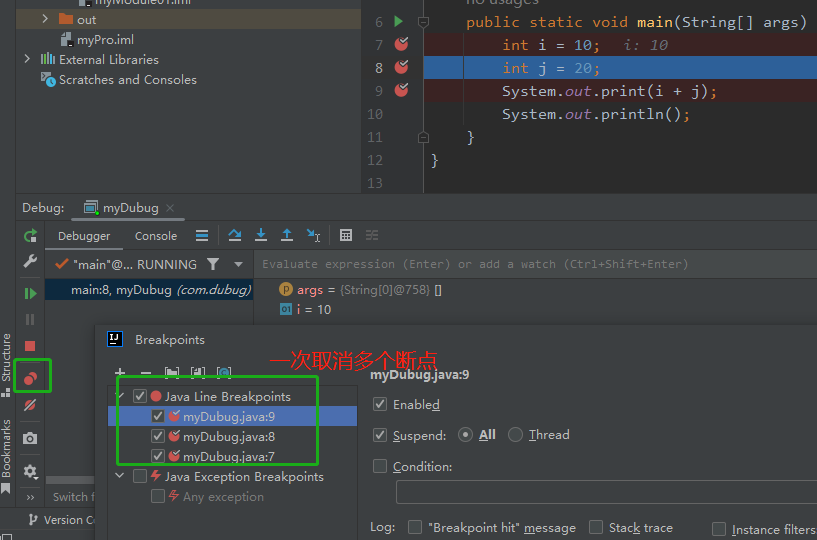 myModule01.iml
out
myPro.iml
External Libraries
Scratches and Consoles
no usages
6 public static void main(String[] args)
7 int i = 10; i: 10
8 int j = 20;
9 System.out.print(i + j);
10 System.out.println();
11 }
12 }
13
Debug: myDubug
Debugger Console
"main"@... RUNNING
Evaluate expression (Enter) or add a watch (Ctrl+Shift+Enter)
main:8, myDubug (com.dubug)
args = {String[0]@758} []
i = 10
Structure
Bookmarks
Switch f
Version Co
Breakpoints
一次取消多个断点
Java Line Breakpoints
myDubug.java:9
myDubug.java:8
myDubug.java:7
Java Exception Breakpoints
Any exception
myDubug.java:9
Enabled
Suspend: All Thread
Condition:
Log: "Breakpoint hit" message Stack trace
Instance filters